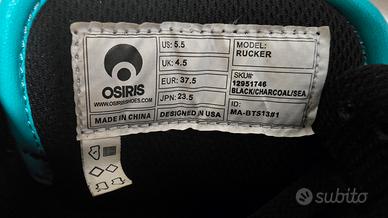 OSIRIS
WWW.OSIRISSHOES.COM
MADE IN CHINA
US: 5.5
UK: 4.5
EUR: 37.5
JPN: 23.5
DESIGNED IN USA
MODEL:
RUCKER
SKU#
12951746
BLACK/CHARCOAL/SEA
ID:
MA-BTS1381
subito